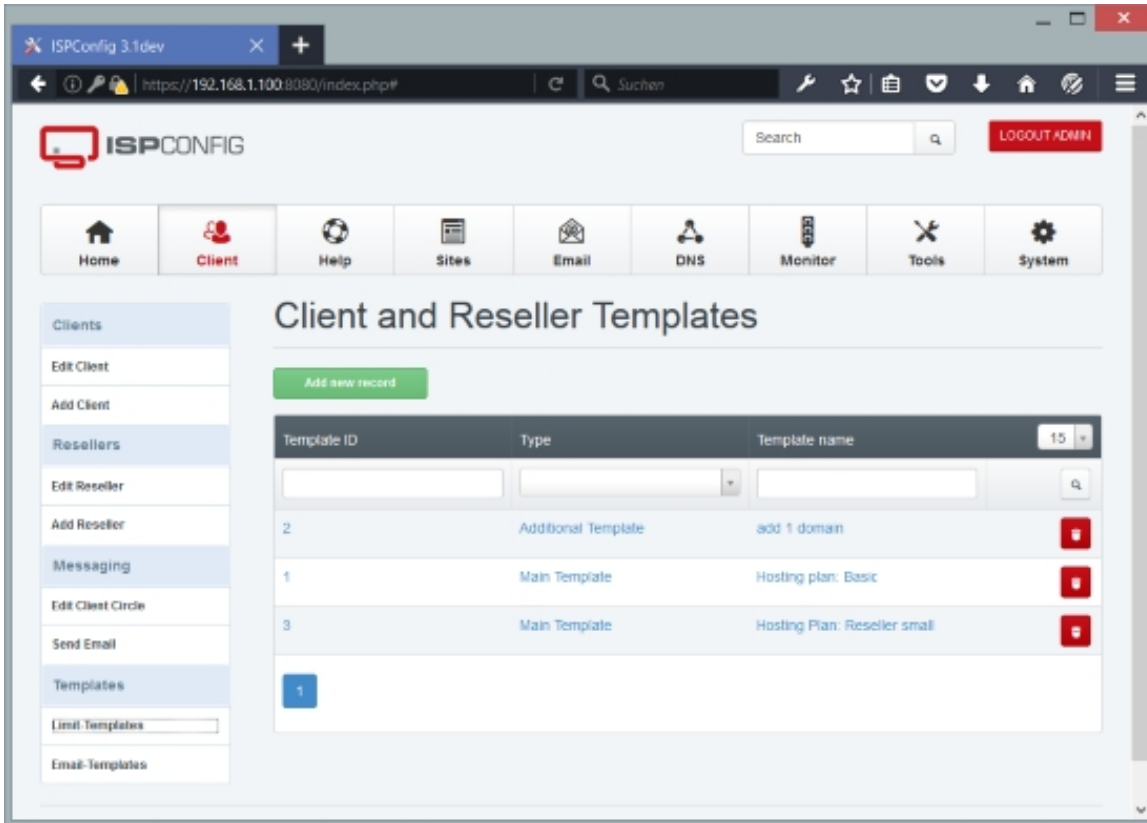 ISPConfig 3.1dev
https://192.168.1.100:8080/index.php#
Suchen
ISPCONFIG
Search
LOGOUT ADMIN
Home
Client
Help
Sites
Email
DNS
Monitor
Tools
System
Clients
Edit Client
Add Client
Resellers
Edit Reseller
Add Reseller
Messaging
Edit Client Circle
Send Email
Templates
Limit-Templates
Email-Templates
Client and Reseller Templates
Add new record
Template ID Type Template name 15
2 Additional Template add 1 domain
1 Main Template Hosting plan: Basic
3 Main Template Hosting Plan: Reseller small
1